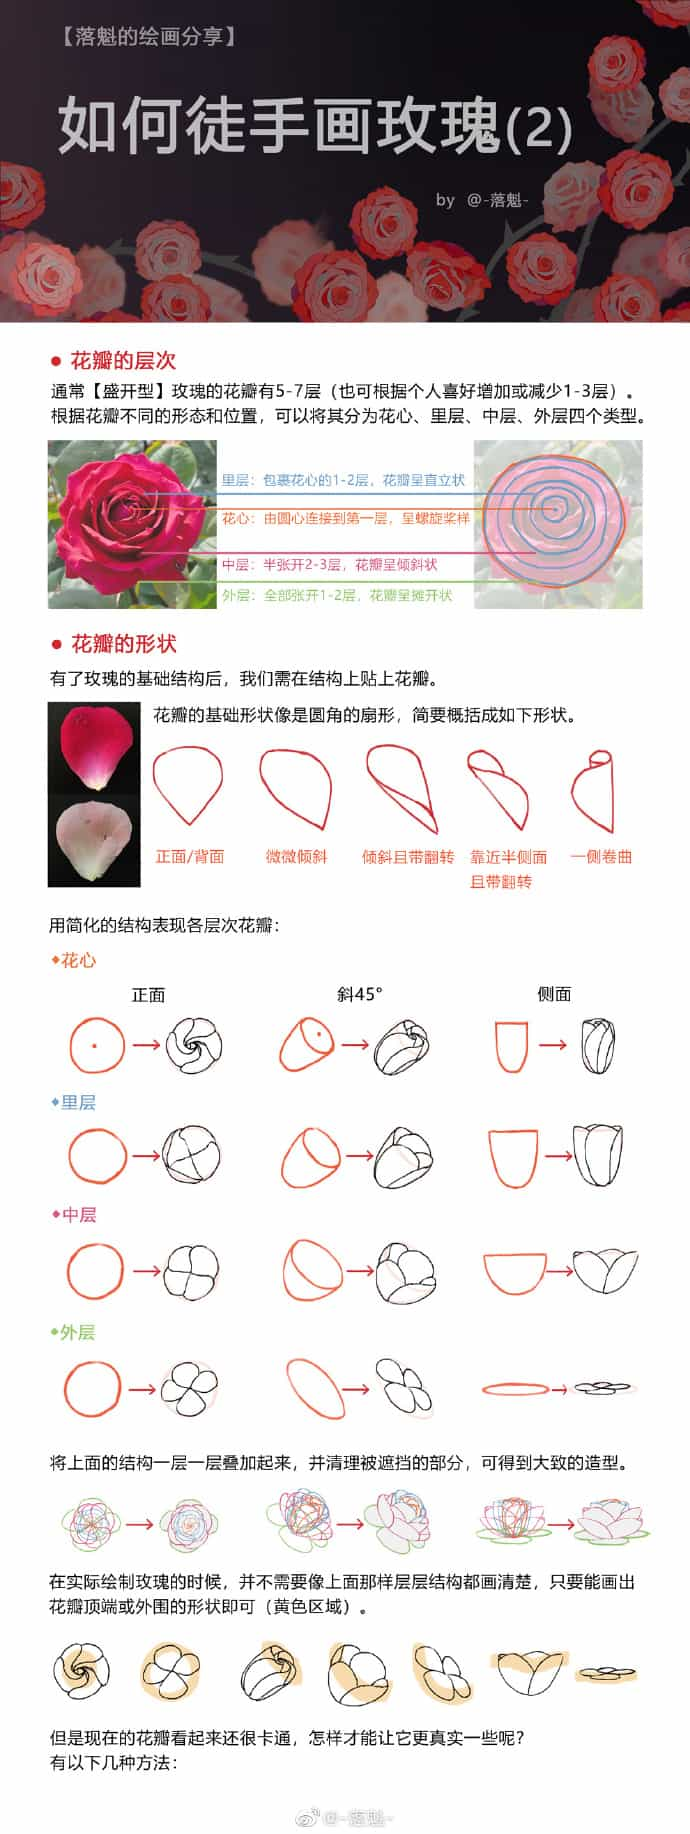 【落魁的绘画分享】
如何徒手画玫瑰(2)
by @-落魁-
花瓣的层次
通常【盛开型】玫瑰的花瓣有5-7层（也可根据个人喜好增加或减少1-3层）。
根据花瓣不同的形态和位置，可以将其分为花心、里层、中层、外层四个类型。
里层：包裹花心的1-2层，花瓣呈直立状
花心：由圆心连接到第一层，呈螺旋桨样
中层：半张开2-3层，花瓣呈倾斜状
外层：全部张开1-2层，花瓣呈摊开状
花瓣的形状
有了玫瑰的基础结构后，我们需在结构上贴上花瓣。
花瓣的基础形状像是圆角的扇形，简要概括成如下形状。
正面/背面 微微倾斜 倾斜且带翻转 靠近半侧面 一侧卷曲
且带翻转
用简化的结构表现各层次花瓣：
花心
正面 斜45° 侧面
里层
中层
外层
将上面的结构一层一层叠加起来，并清理被遮挡的部分，可得到大致的造型。
在实际绘制玫瑰的时候，并不需要像上面那样层层结构都画清楚，只要能画出
花瓣顶端或外围的形状即可（黄色区域）。
但是现在的花瓣看起来还很卡通，怎样才能让它更真实一些呢？
有以下几种方法：
@-落魁-